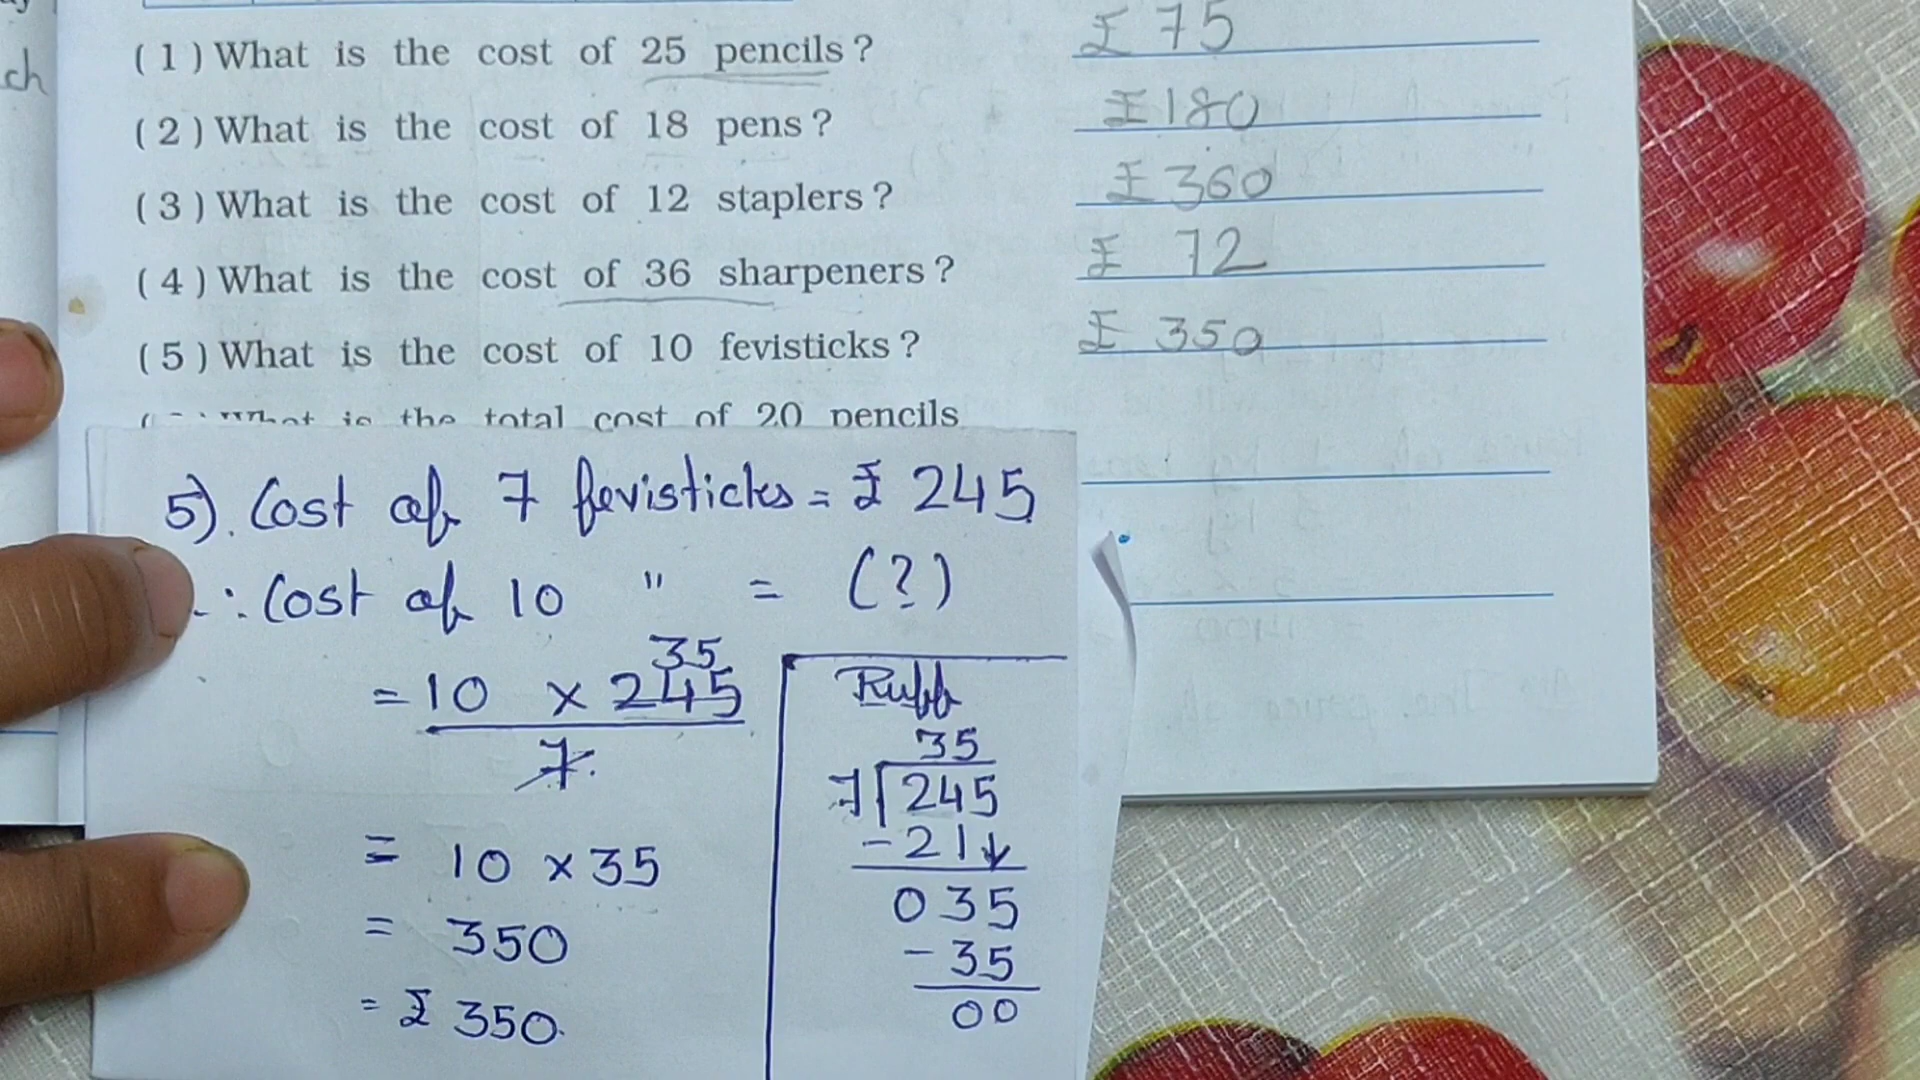 ch
( 1 ) What is the cost of 25 pencils ? ₹ 75
( 2 ) What is the cost of 18 pens ? ₹ 180
( 3 ) What is the cost of 12 staplers ? ₹ 360
( 4 ) What is the cost of 36 sharpeners ? ₹ 72
( 5 ) What is the cost of 10 fevisticks ? ₹ 350
What is the total cost of 20 pencils
5). Cost of 7 fevisticks = ₹ 245
∴ Cost of 10 " = (?)
35
= 10 x 245
7
= 10 x 35
= 350
= ₹ 350
Ruff
35
7 245
- 21
035
- 35
00